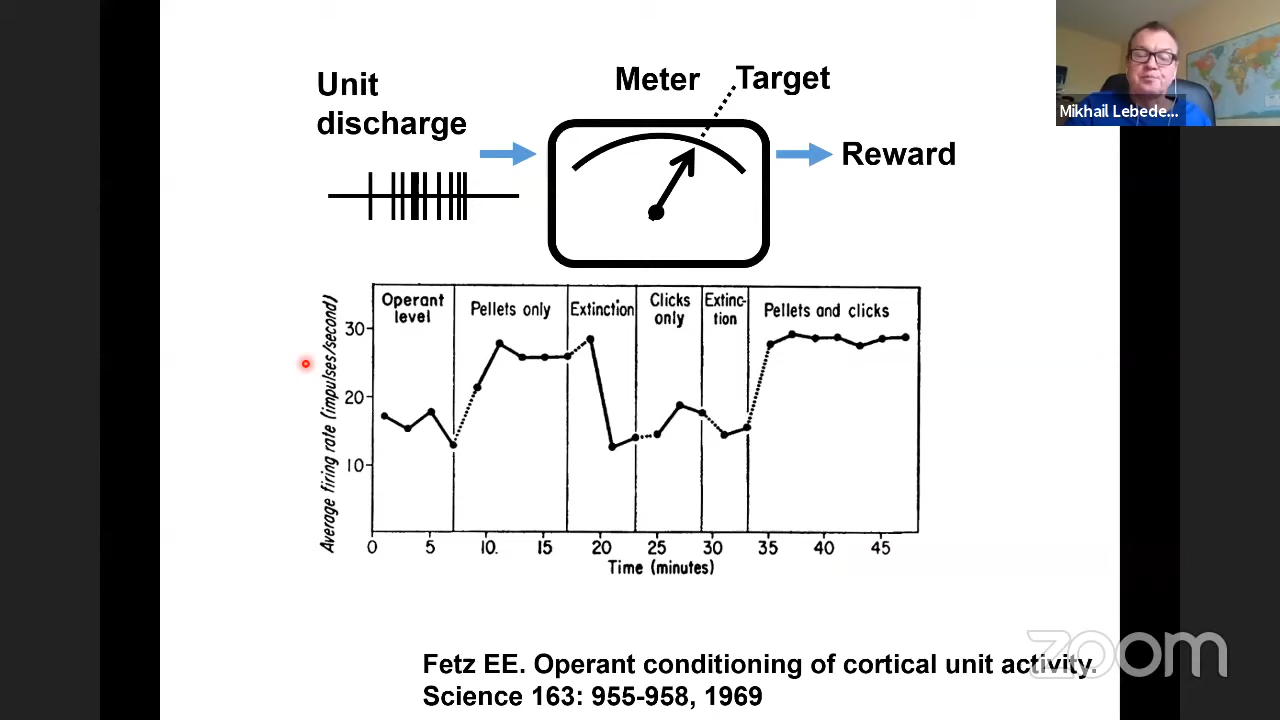 Unit
discharge
Meter
Target
Reward
Mikhail Lebede...
Operant
level
Pellets only
Extinction
Clicks
only
Extinc-
tion
Pellets and clicks
Average firing rate (impulses/second)
30
20
10
0 5 10. 15 20 25 30 35 40 45
Time (minutes)
Fetz EE. Operant conditioning of cortical unit activity.
Science 163: 955-958, 1969
zoom